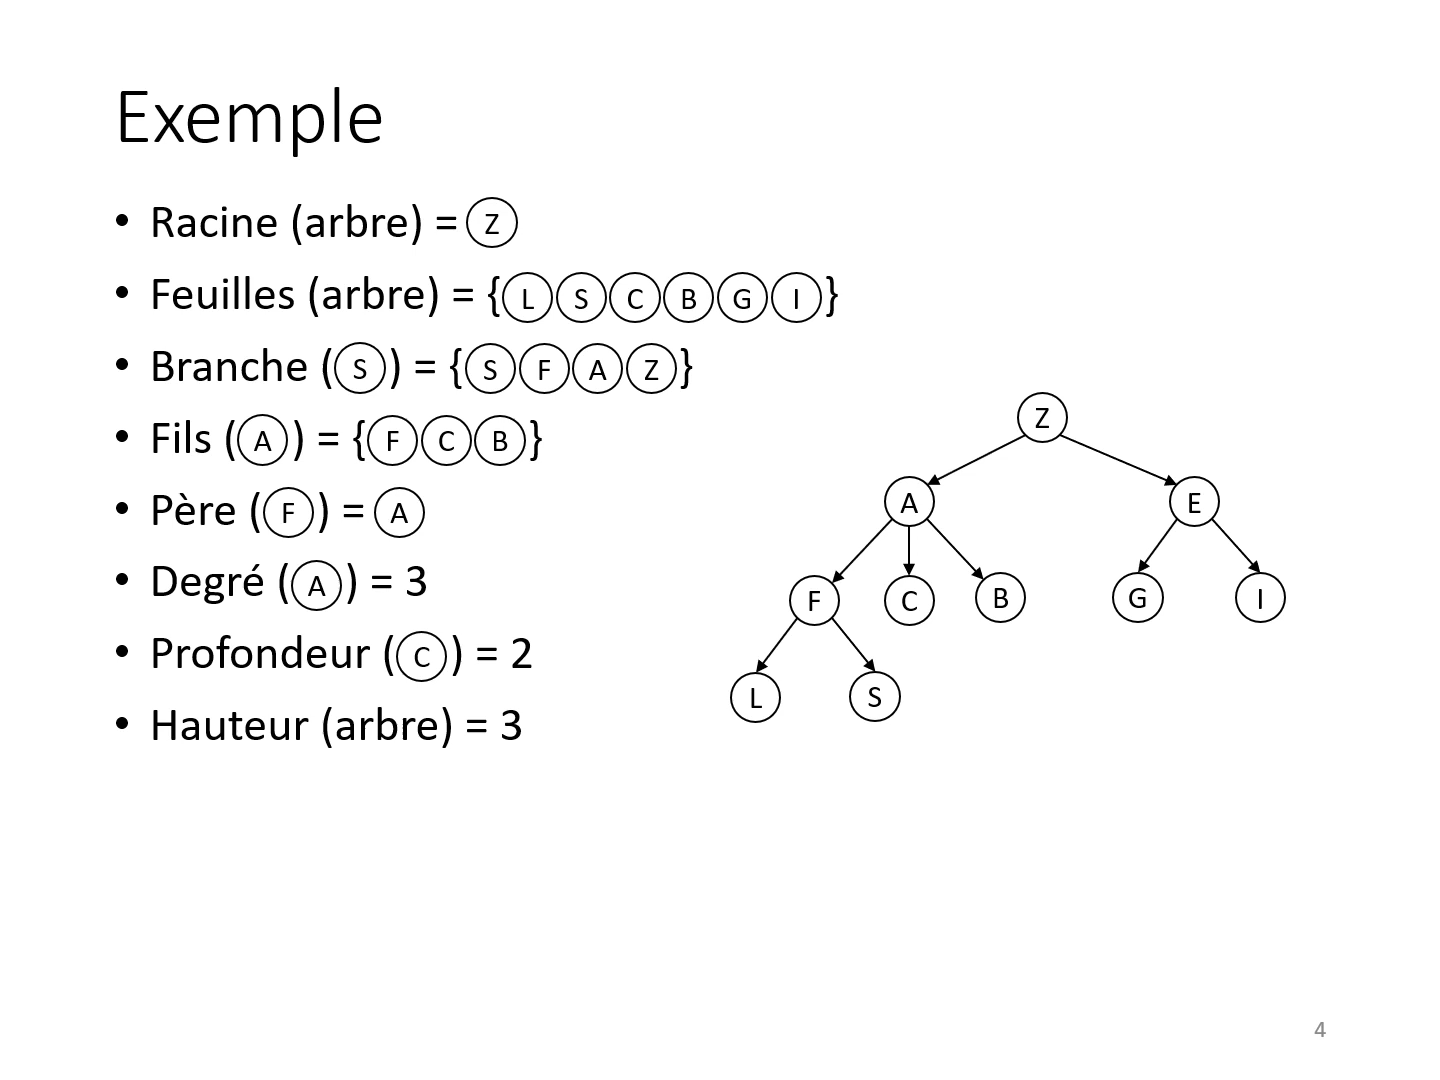 Exemple
• Racine (arbre) = Z
• Feuilles (arbre) = {L S C B G I}
• Branche (S) = {S F A Z}
• Fils (A) = {F C B}
• Père (F) = A
• Degré (A) = 3
• Profondeur (C) = 2
• Hauteur (arbre) = 3
Z
A E
F C B G I
L S
4